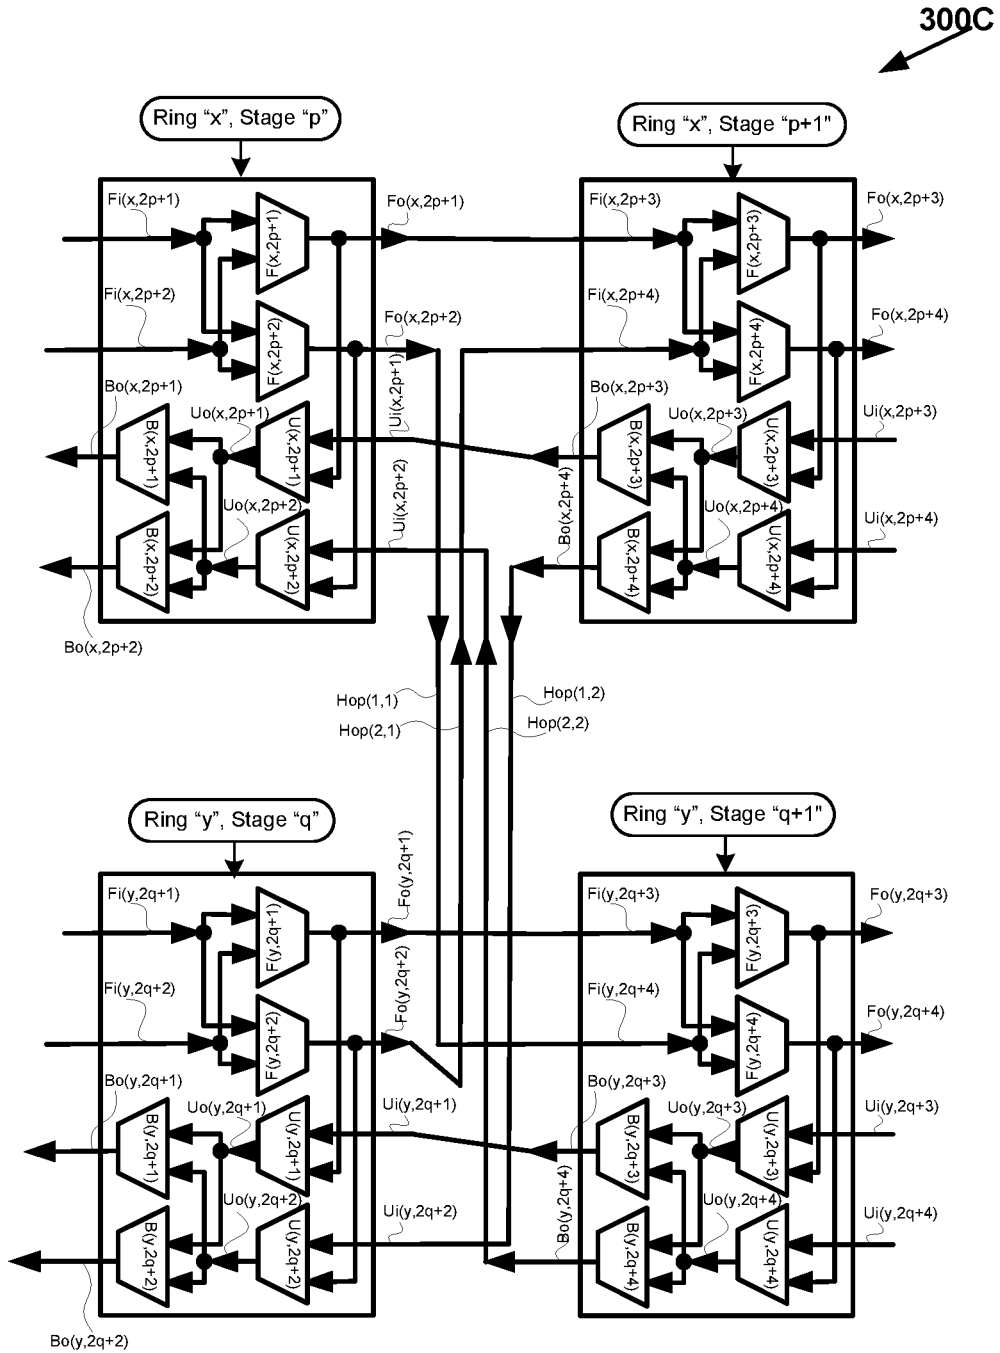 300C
Ring “x”, Stage “p”
Ring “x”, Stage “p+1"
Fi(x,2p+1)
F(x,2p+1)
Fo(x,2p+1)
Fi(x,2p+3)
F(x,2p+3)
Fo(x,2p+3)
Fi(x,2p+2)
F(x,2p+2)
Fo(x,2p+2)
Fi(x,2p+4)
F(x,2p+4)
Fo(x,2p+4)
Bo(x,2p+1)
B(x,2p+1)
Uo(x,2p+1)
U(x,2p+1)
Ui(x,2p+1)
Bo(x,2p+3)
B(x,2p+3)
Uo(x,2p+3)
U(x,2p+3)
Ui(x,2p+3)
B(x,2p+2)
Uo(x,2p+2)
U(x,2p+2)
Ui(x,2p+2)
Bo(x,2p+4)
B(x,2p+4)
Uo(x,2p+4)
U(x,2p+4)
Ui(x,2p+4)
Bo(x,2p+2)
Hop(1,1)
Hop(1,2)
Hop(2,1)
Hop(2,2)
Ring “y”, Stage “q”
Ring “y”, Stage “q+1"
Fi(y,2q+1)
F(y,2q+1)
Fo(y,2q+1)
Fi(y,2q+3)
F(y,2q+3)
Fo(y,2q+3)
Fi(y,2q+2)
F(y,2q+2)
Fo(y,2q+2)
Fi(y,2q+4)
F(y,2q+4)
Fo(y,2q+4)
Bo(y,2q+1)
B(y,2q+1)
Uo(y,2q+1)
U(y,2q+1)
Ui(y,2q+1)
Bo(y,2q+3)
B(y,2q+3)
Uo(y,2q+3)
U(y,2q+3)
Ui(y,2q+3)
B(y,2q+2)
Uo(y,2q+2)
U(y,2q+2)
Ui(y,2q+2)
Bo(y,2q+4)
B(y,2q+4)
Uo(y,2q+4)
U(y,2q+4)
Ui(y,2q+4)
Bo(y,2q+2)